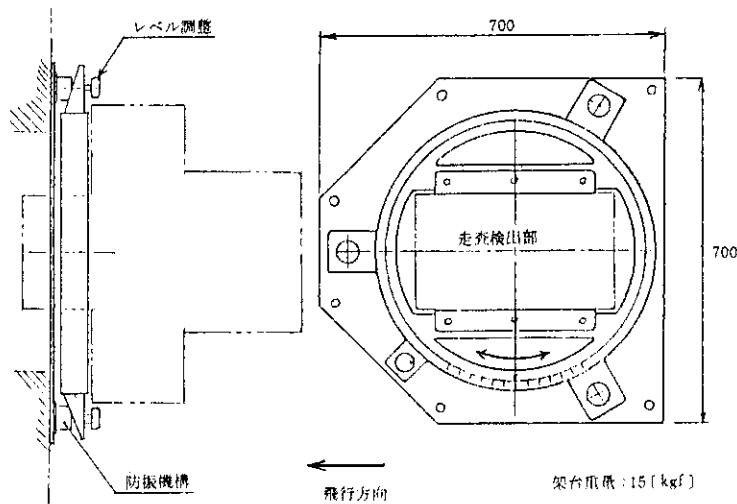 レベル調整
700
走査検出部
700
防振機構
飛行方向
架台重量：15[kgf]